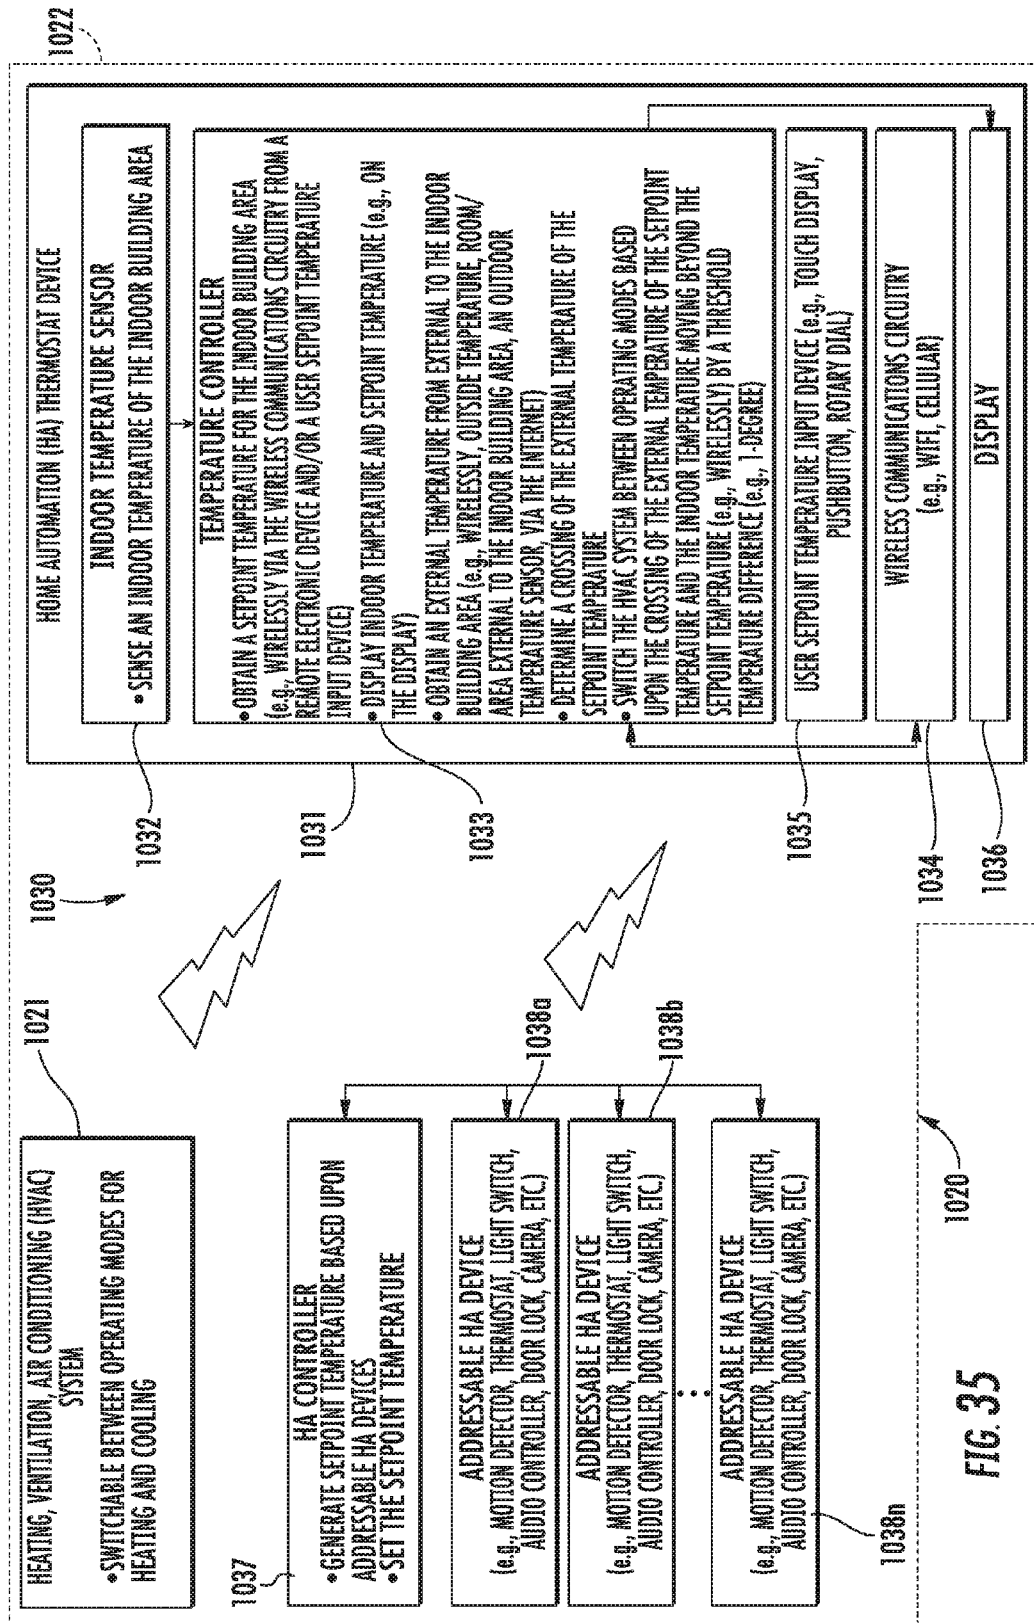 1022
HOME AUTOMATION (HA) THERMOSTAT DEVICE
INDOOR TEMPERATURE SENSOR
• SENSE AN INDOOR TEMPERATURE OF THE INDOOR BUILDING AREA
1032
1031
TEMPERATURE CONTROLLER
• OBTAIN A SETPOINT TEMPERATURE FOR THE INDOOR BUILDING AREA
(e.g., WIRELESSLY VIA THE WIRELESS COMMUNICATIONS CIRCUITRY FROM A
REMOTE ELECTRONIC DEVICE AND/OR A USER SETPOINT TEMPERATURE
INPUT DEVICE)
• DISPLAY INDOOR TEMPERATURE AND SETPOINT TEMPERATURE (e.g., ON
THE DISPLAY)
• OBTAIN AN EXTERNAL TEMPERATURE FROM EXTERNAL TO THE INDOOR
BUILDING AREA (e.g., WIRELESSLY, OUTSIDE TEMPERATURE, ROOM/
AREA EXTERNAL TO THE INDOOR BUILDING AREA, AN OUTDOOR
TEMPERATURE SENSOR, VIA THE INTERNET)
• DETERMINE A CROSSING OF THE EXTERNAL TEMPERATURE OF THE
SETPOINT TEMPERATURE
• SWITCH THE HVAC SYSTEM BETWEEN OPERATING MODES BASED
UPON THE CROSSING OF THE EXTERNAL TEMPERATURE OF THE SETPOINT
TEMPERATURE AND THE INDOOR TEMPERATURE MOVING BEYOND THE
SETPOINT TEMPERATURE (e.g., WIRELESSLY) BY A THRESHOLD
TEMPERATURE DIFFERENCE (e.g., 1-DEGREE)
1033
USER SETPOINT TEMPERATURE INPUT DEVICE (e.g., TOUCH DISPLAY,
PUSHBUTTON, ROTARY DIAL)
1035
WIRELESS COMMUNICATIONS CIRCUITRY
(e.g., WIFI, CELLULAR)
1034
DISPLAY
1036
1030
1021
HEATING, VENTILATION, AIR CONDITIONING (HVAC)
SYSTEM
• SWITCHABLE BETWEEN OPERATING MODES FOR
HEATING AND COOLING
1037
HA CONTROLLER
• GENERATE SETPOINT TEMPERATURE BASED UPON
ADDRESSABLE HA DEVICES
• SET THE SETPOINT TEMPERATURE
1038a
ADDRESSABLE HA DEVICE
(e.g., MOTION DETECTOR, THERMOSTAT, LIGHT SWITCH,
AUDIO CONTROLLER, DOOR LOCK, CAMERA, ETC.)
1038b
ADDRESSABLE HA DEVICE
(e.g., MOTION DETECTOR, THERMOSTAT, LIGHT SWITCH,
AUDIO CONTROLLER, DOOR LOCK, CAMERA, ETC.)
• • •
ADDRESSABLE HA DEVICE
(e.g., MOTION DETECTOR, THERMOSTAT, LIGHT SWITCH,
AUDIO CONTROLLER, DOOR LOCK, CAMERA, ETC.)
1038n
1020
FIG. 35